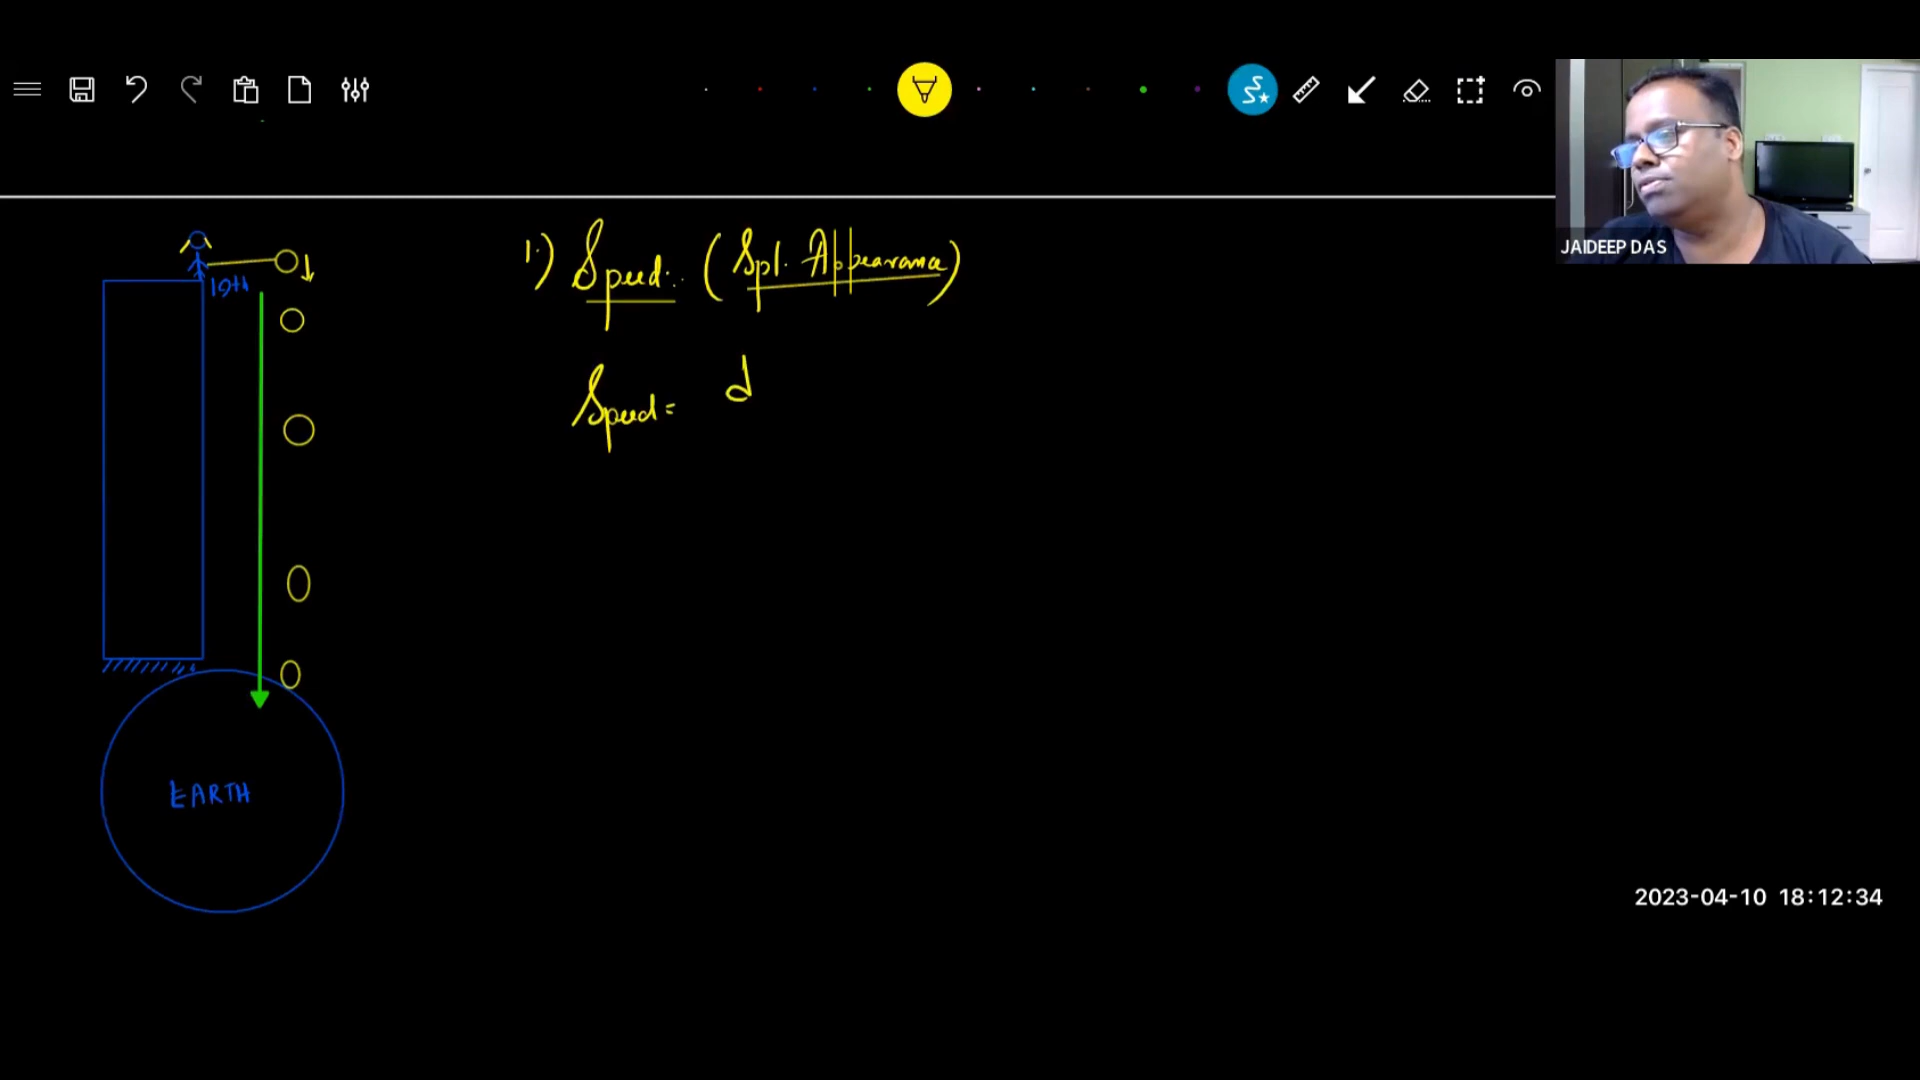 JAIDEEP DAS
1.) Speed:. (Spl. Appearance)
19th
Speed = d
EARTH
2023-04-10 18:12:34